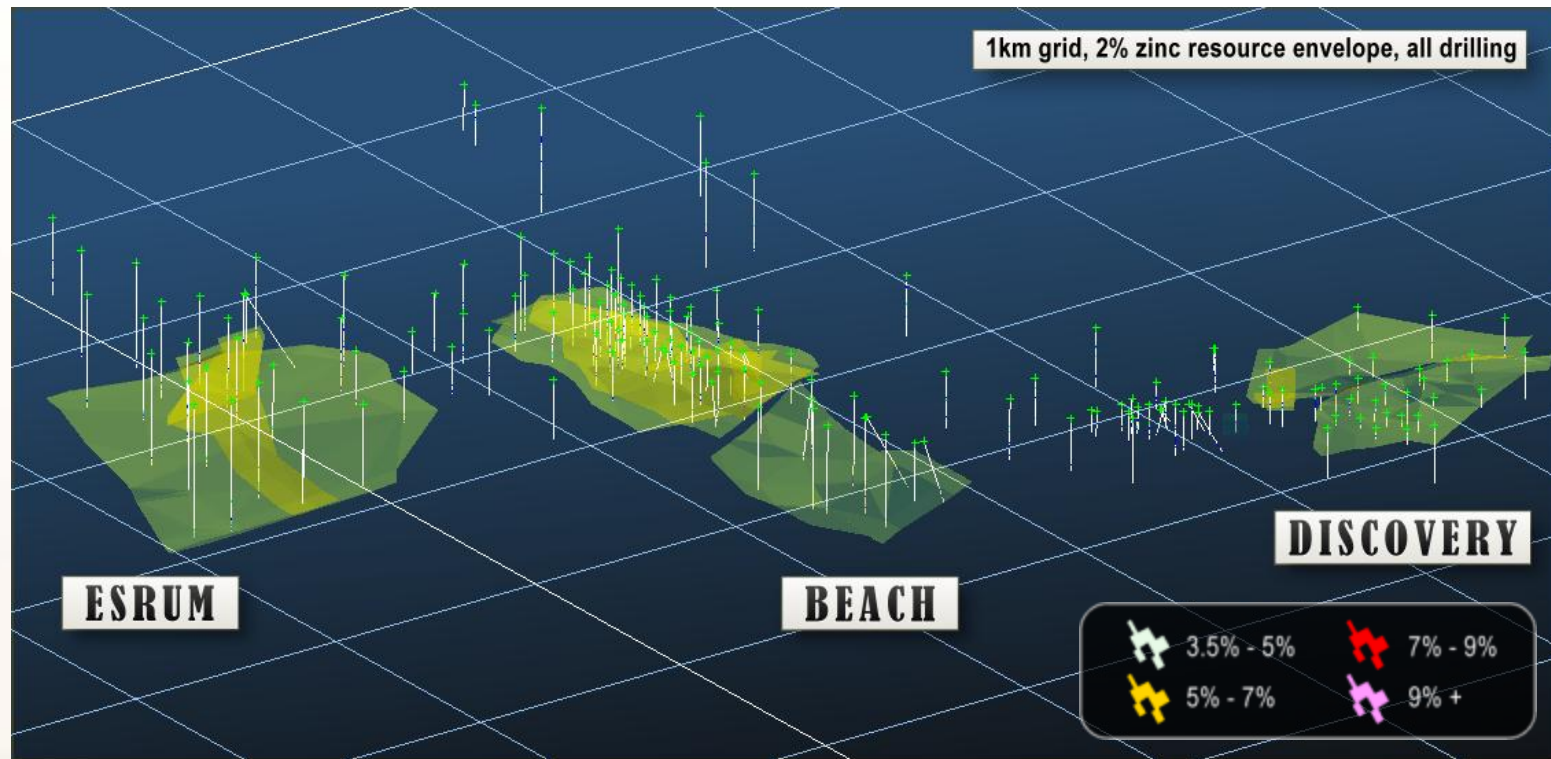 1km grid, 2% zinc resource envelope, all drilling
ESRUM
BEACH
DISCOVERY
3.5% - 5%
7% - 9%
5% - 7%
9% +